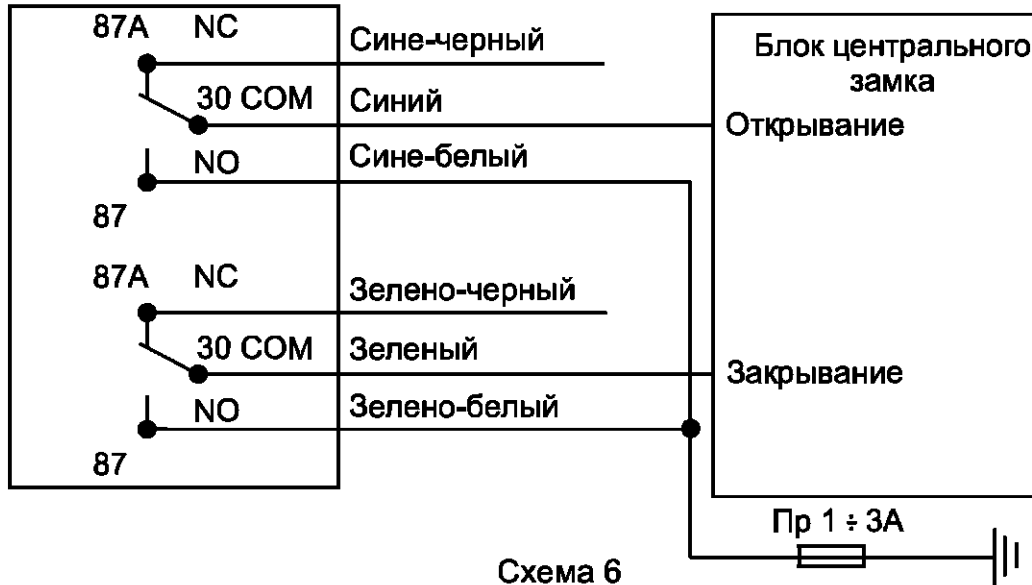 87A NC
Сине-черный
30 COM
Синий
NO
Сине-белый
87
87A NC
Зелено-черный
30 COM
Зеленый
NO
Зелено-белый
87
Блок центрального
замка
Открывание
Закрывание
Пр 1 ÷ 3А
Схема 6